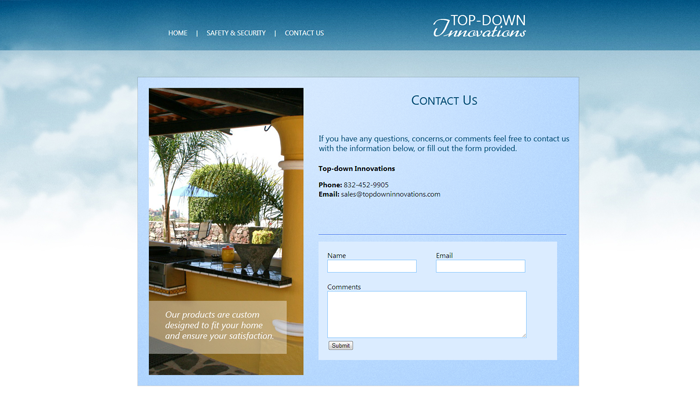 TOP-DOWN
Innovations
HOME | SAFETY & SECURITY | CONTACT US
CONTACT US
If you have any questions, concerns,or comments feel free to contact us
with the information below, or fill out the form provided.
Top-down Innovations
Phone: 832-452-9905
Email: sales@topdowninnovations.com
Name Email
Comments
Submit
Our products are custom
designed to fit your home
and ensure your satisfaction.